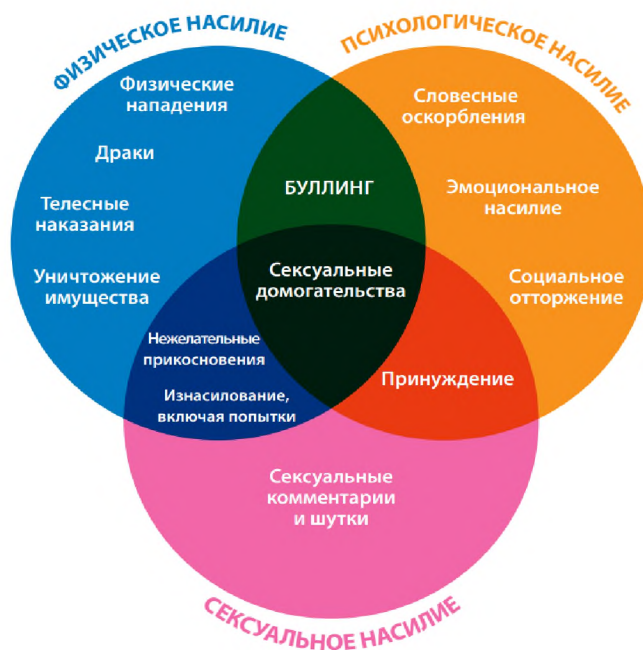 ФИЗИЧЕСКОЕ НАСИЛИЕ
ПСИХОЛОГИЧЕСКОЕ НАСИЛИЕ
Физические
нападения
Драки
Телесные
наказания
Уничтожение
имущества
БУЛЛИНГ
Словесные
оскорбления
Эмоциональное
насилие
Социальное
отторжение
Сексуальные
домогательства
Нежелательные
прикосновения
Изнасилование,
включая попытки
Принуждение
Сексуальные
комментарии
и шутки
СЕКСУАЛЬНОЕ НАСИЛИЕ